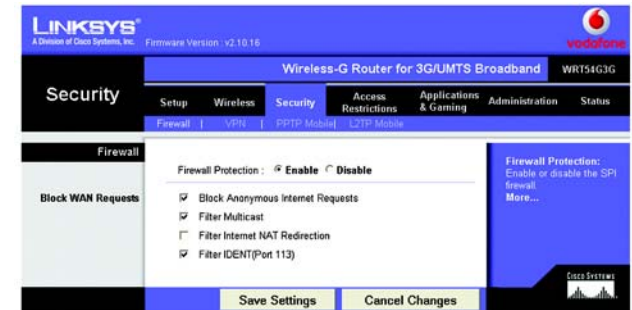 LINKSYS®
A Division of Cisco Systems, Inc.
Firmware Version : v2.10.16
vodafone
Wireless-G Router for 3G/UMTS Broadband
WRT54G3G
Security
Setup
Wireless
Security
Access Restrictions
Applications & Gaming
Administration
Status
Firewall | VPN | PPTP Mobile| L2TP Mobile
Firewall
Firewall Protection : Enable Disable
Block WAN Requests
Block Anonymous Internet Requests
Filter Multicast
Filter Internet NAT Redirection
Filter IDENT(Port 113)
Firewall Protection:
Enable or disable the SPI
firewall.
More...
Save Settings
Cancel Changes
CISCO SYSTEMS